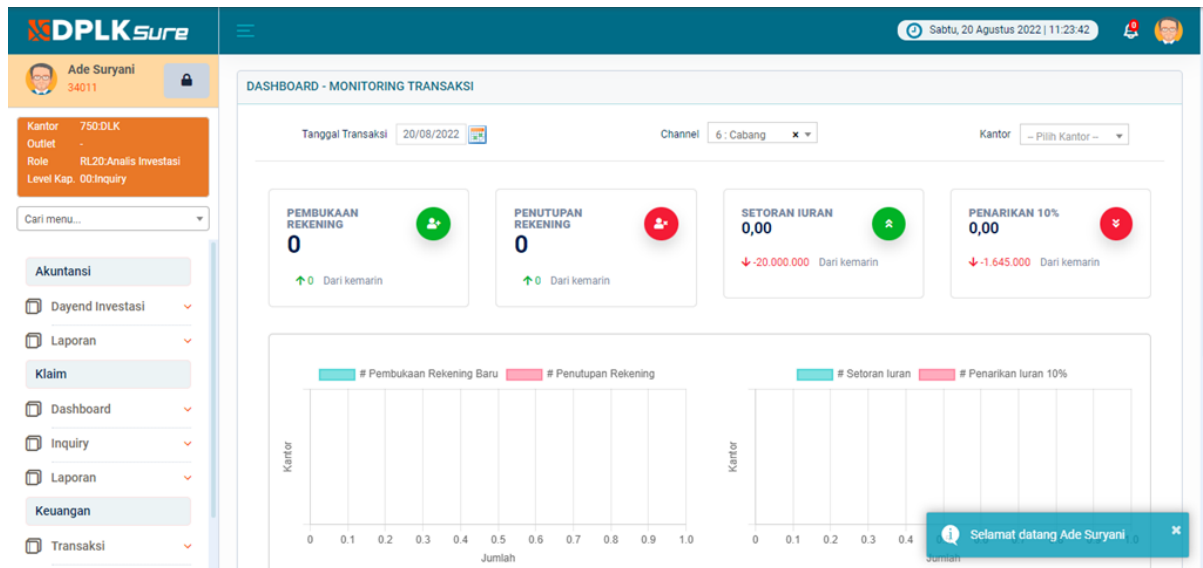 DPLKSure
Sabtu, 20 Agustus 2022 | 11:23:42
Ade Suryani
34011
Kantor 750:DLK
Outlet -
Role RL20:Analis Investasi
Level Kap. 00:Inquiry
Cari menu...
Akuntansi
Dayend Investasi
Laporan
Klaim
Dashboard
Inquiry
Laporan
Keuangan
Transaksi
DASHBOARD - MONITORING TRANSAKSI
Tanggal Transaksi 20/08/2022 Channel 6 : Cabang x Kantor -- Pilih Kantor --
PEMBUKAAN
REKENING
0
0 Dari kemarin
PENUTUPAN
REKENING
0
0 Dari kemarin
SETORAN IURAN
0,00
-20.000.000 Dari kemarin
PENARIKAN 10%
0,00
-1.645.000 Dari kemarin
# Pembukaan Rekening Baru # Penutupan Rekening
Kantor
0 0.1 0.2 0.3 0.4 0.5 0.6 0.7 0.8 0.9 1.0
Jumlah
# Setoran Iuran # Penarikan Iuran 10%
Kantor
0 0.1 0.2 0.3 0.4 1.0
Jumlah
Selamat datang Ade Suryani ×